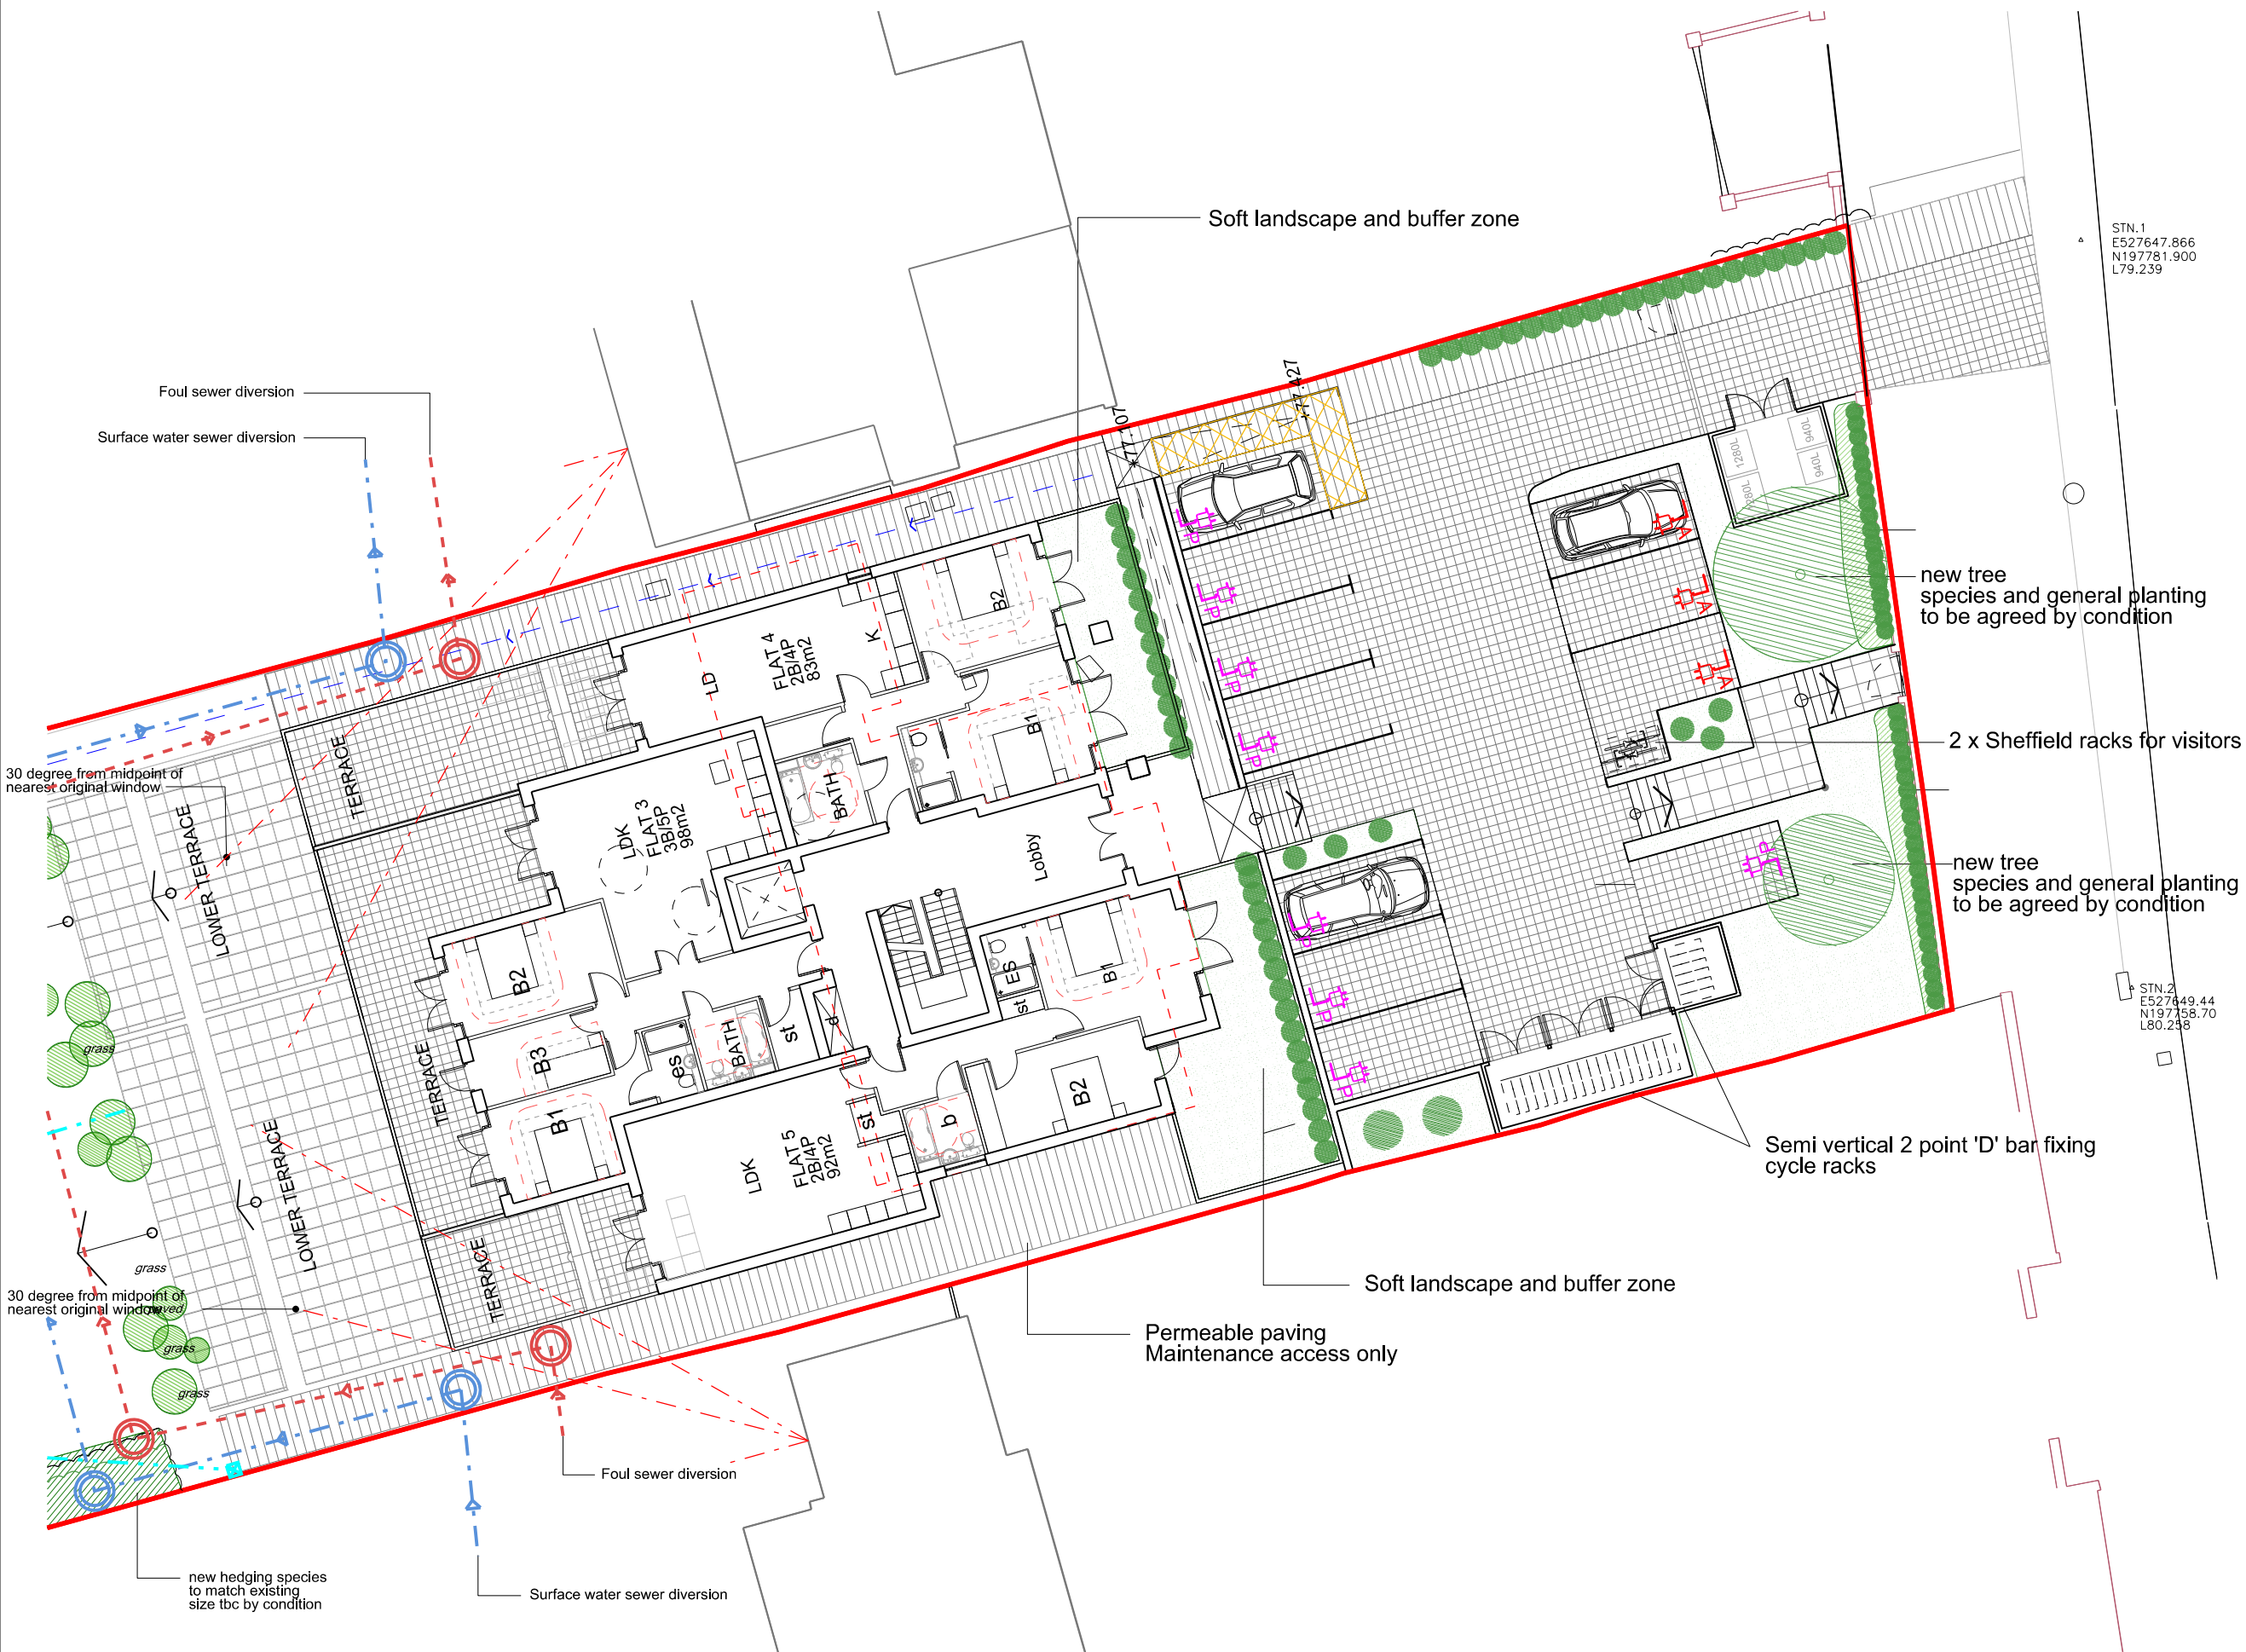 Soft landscape and buffer zone
STN.1
E527647.866
N197781.900
L79.239
Foul sewer diversion
Surface water sewer diversion
77.427
77.107
1280L
940L
1280L
940L
new tree
species and general planting
to be agreed by condition
2 x Sheffield racks for visitors
new tree
species and general planting
to be agreed by condition
STN.2
E527649.44
N197758.70
L80.258
P
P
P
P
P
P
P
P
A
A
A
B2
K
FLAT 4
2B/4P
83m2
LD
B1
BATH
TERRACE
30 degree from midpoint of
nearest original window
LOWER TERRACE
LDK
FLAT 3
3B/5P
98m2
Lobby
B2
ES
st
B1
B3
TERRACE
BATH
st
d
es
B1
B2
st
b
LDK
FLAT 5
2B/4P
92m2
LOWER TERRACE
TERRACE
grass
grass
30 degree from midpoint of
nearest original window
paved
grass
grass
Semi vertical 2 point 'D' bar fixing
cycle racks
Soft landscape and buffer zone
Permeable paving
Maintenance access only
Foul sewer diversion
new hedging species
to match existing
size tbc by condition
Surface water sewer diversion